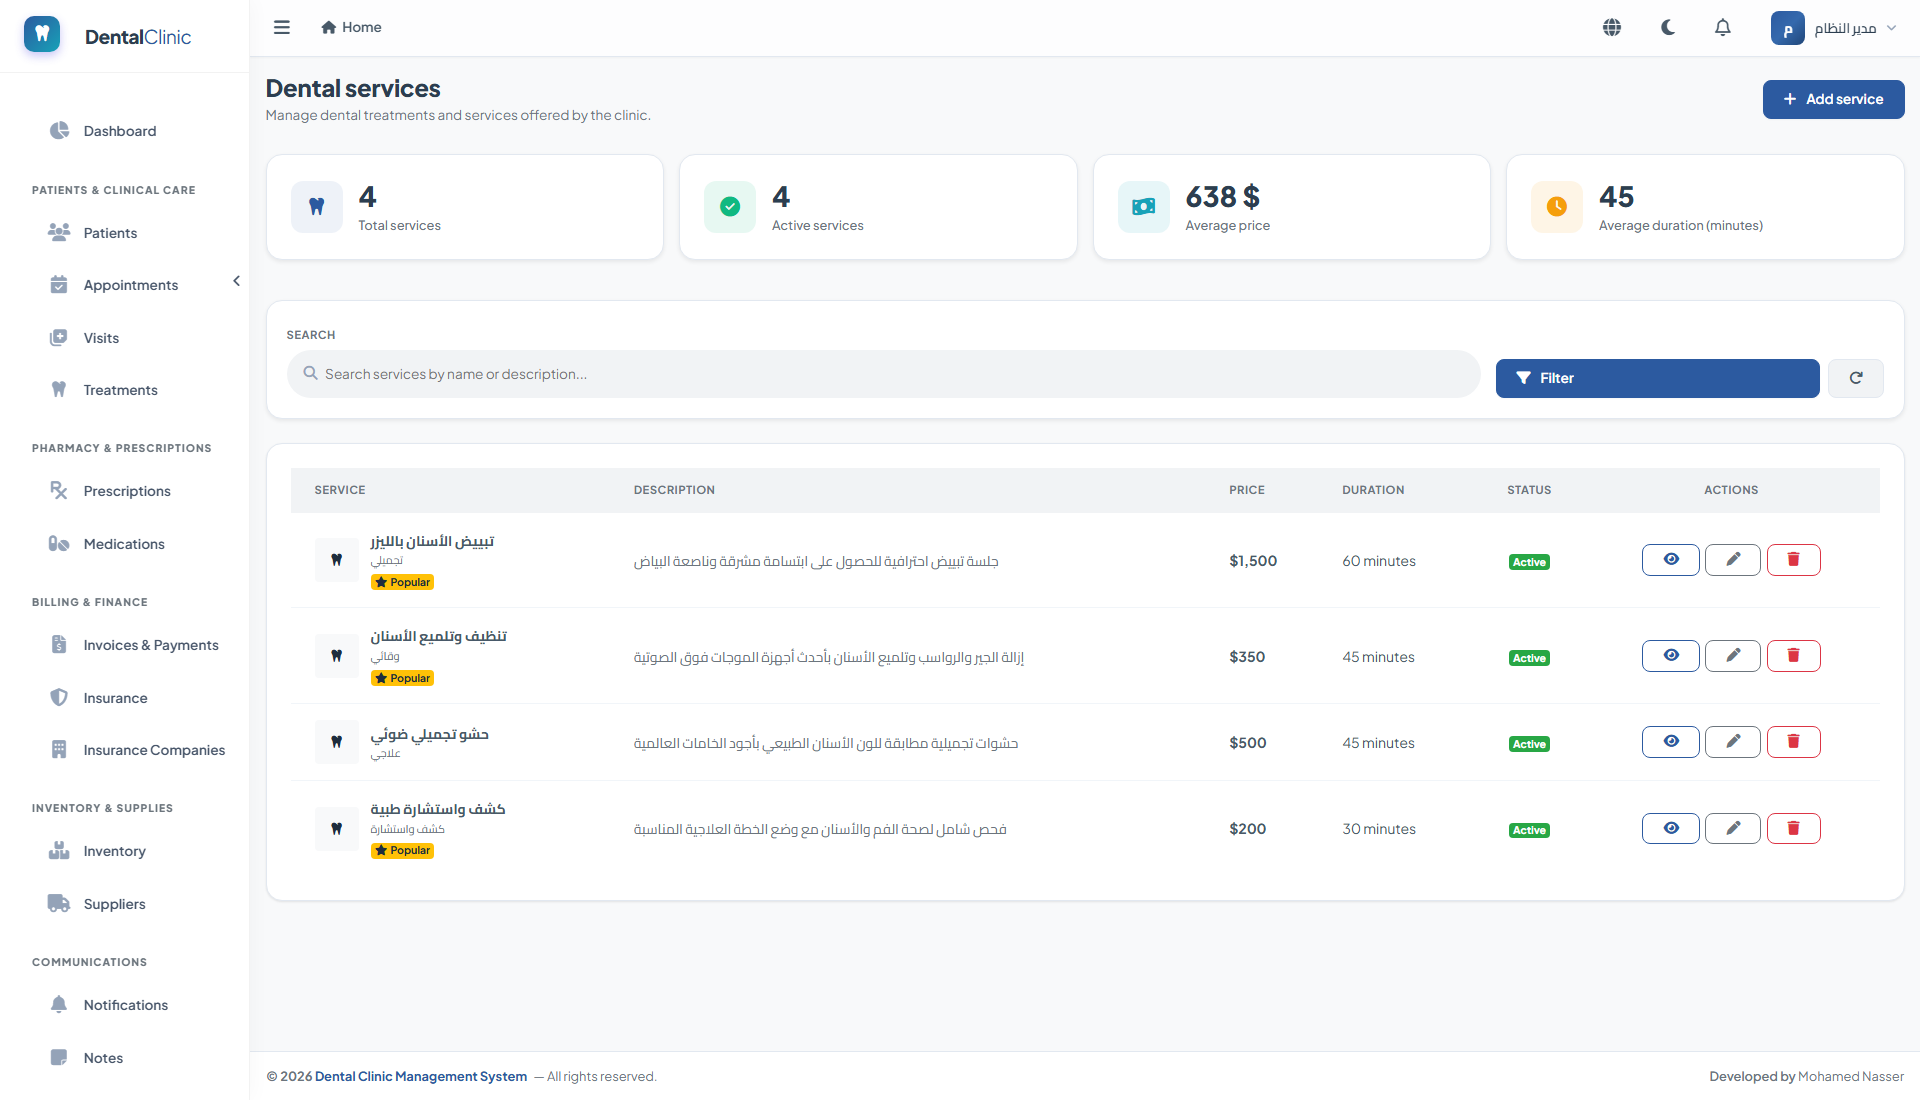 DentalClinic
Home
م
مدير النظام
Dashboard
PATIENTS & CLINICAL CARE
Patients
Appointments
Visits
Treatments
PHARMACY & PRESCRIPTIONS
Prescriptions
Medications
BILLING & FINANCE
Invoices & Payments
Insurance
Insurance Companies
INVENTORY & SUPPLIES
Inventory
Suppliers
COMMUNICATIONS
Notifications
Notes
Dental services
Manage dental treatments and services offered by the clinic.
Add service
4
Total services
4
Active services
638 $
Average price
45
Average duration (minutes)
SEARCH
Search services by name or description...
Filter
SERVICE DESCRIPTION PRICE DURATION STATUS ACTIONS
تبييض الأسنان بالليزر
تجميلي
Popular
جلسة تبييض احترافية للحصول على ابتسامة مشرقة وناصعة البياض
$1,500
60 minutes
Active
تنظيف وتلميع الأسنان
وقائي
Popular
إزالة الجير والرواسب وتلميع الأسنان بأحدث أجهزة الموجات فوق الصوتية
$350
45 minutes
Active
حشو تجميلي ضوئي
علاجي
حشوات تجميلية مطابقة للون الأسنان الطبيعي بأجود الخامات العالمية
$500
45 minutes
Active
كشف واستشارة طبية
كشف واستشارة
Popular
فحص شامل لصحة الفم والأسنان مع وضع الخطة العلاجية المناسبة
$200
30 minutes
Active
© 2026 Dental Clinic Management System — All rights reserved.
Developed by Mohamed Nasser